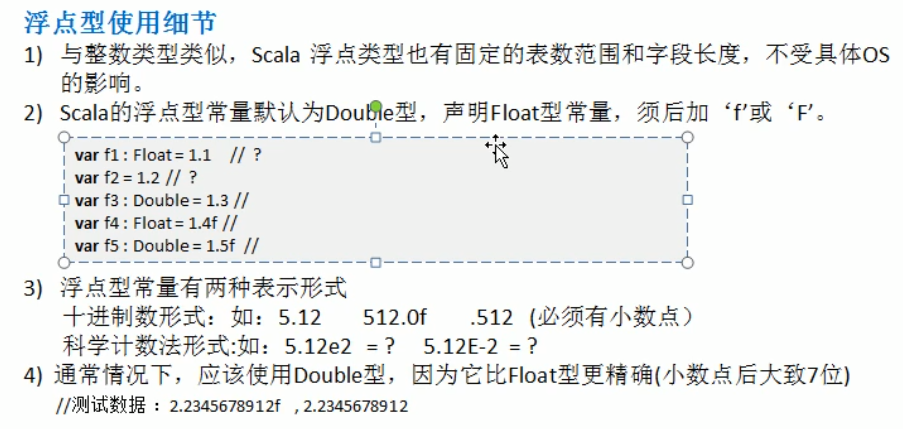 浮点型使用细节
1) 与整数类型类似，Scala 浮点类型也有固定的表数范围和字段长度，不受具体OS
的影响。
2) Scala的浮点型常量默认为Double型，声明Float型常量，须后加‘f’或‘F’。
var f1 : Float = 1.1 // ?
var f2 = 1.2 // ?
var f3 : Double = 1.3 //
var f4 : Float = 1.4f //
var f5 : Double = 1.5f //
3) 浮点型常量有两种表示形式
十进制数形式：如：5.12 512.0f .512 (必须有小数点）
科学计数法形式:如：5.12e2 = ? 5.12E-2 = ?
4) 通常情况下，应该使用Double型，因为它比Float型更精确(小数点后大致7位)
//测试数据 ：2.2345678912f , 2.2345678912